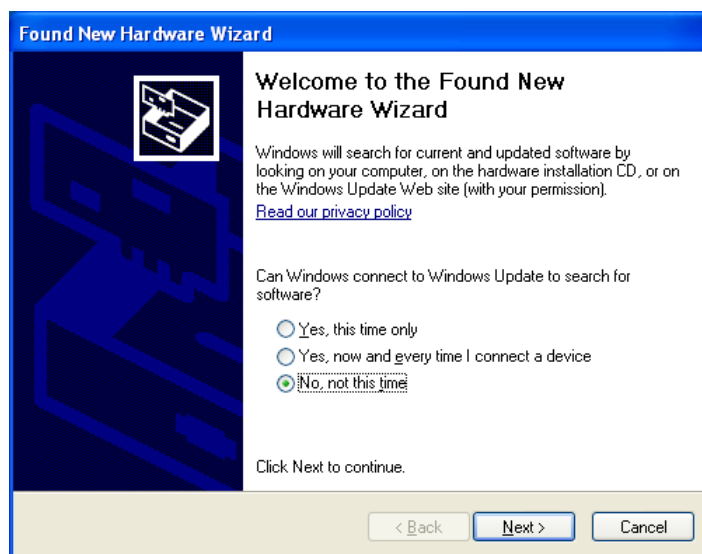 Found New Hardware Wizard
Welcome to the Found New
Hardware Wizard
Windows will search for current and updated software by
looking on your computer, on the hardware installation CD, or on
the Windows Update Web site (with your permission).
Read our privacy policy
Can Windows connect to Windows Update to search for
software?
Yes, this time only
Yes, now and every time I connect a device
No, not this time
Click Next to continue.
< Back
Next >
Cancel